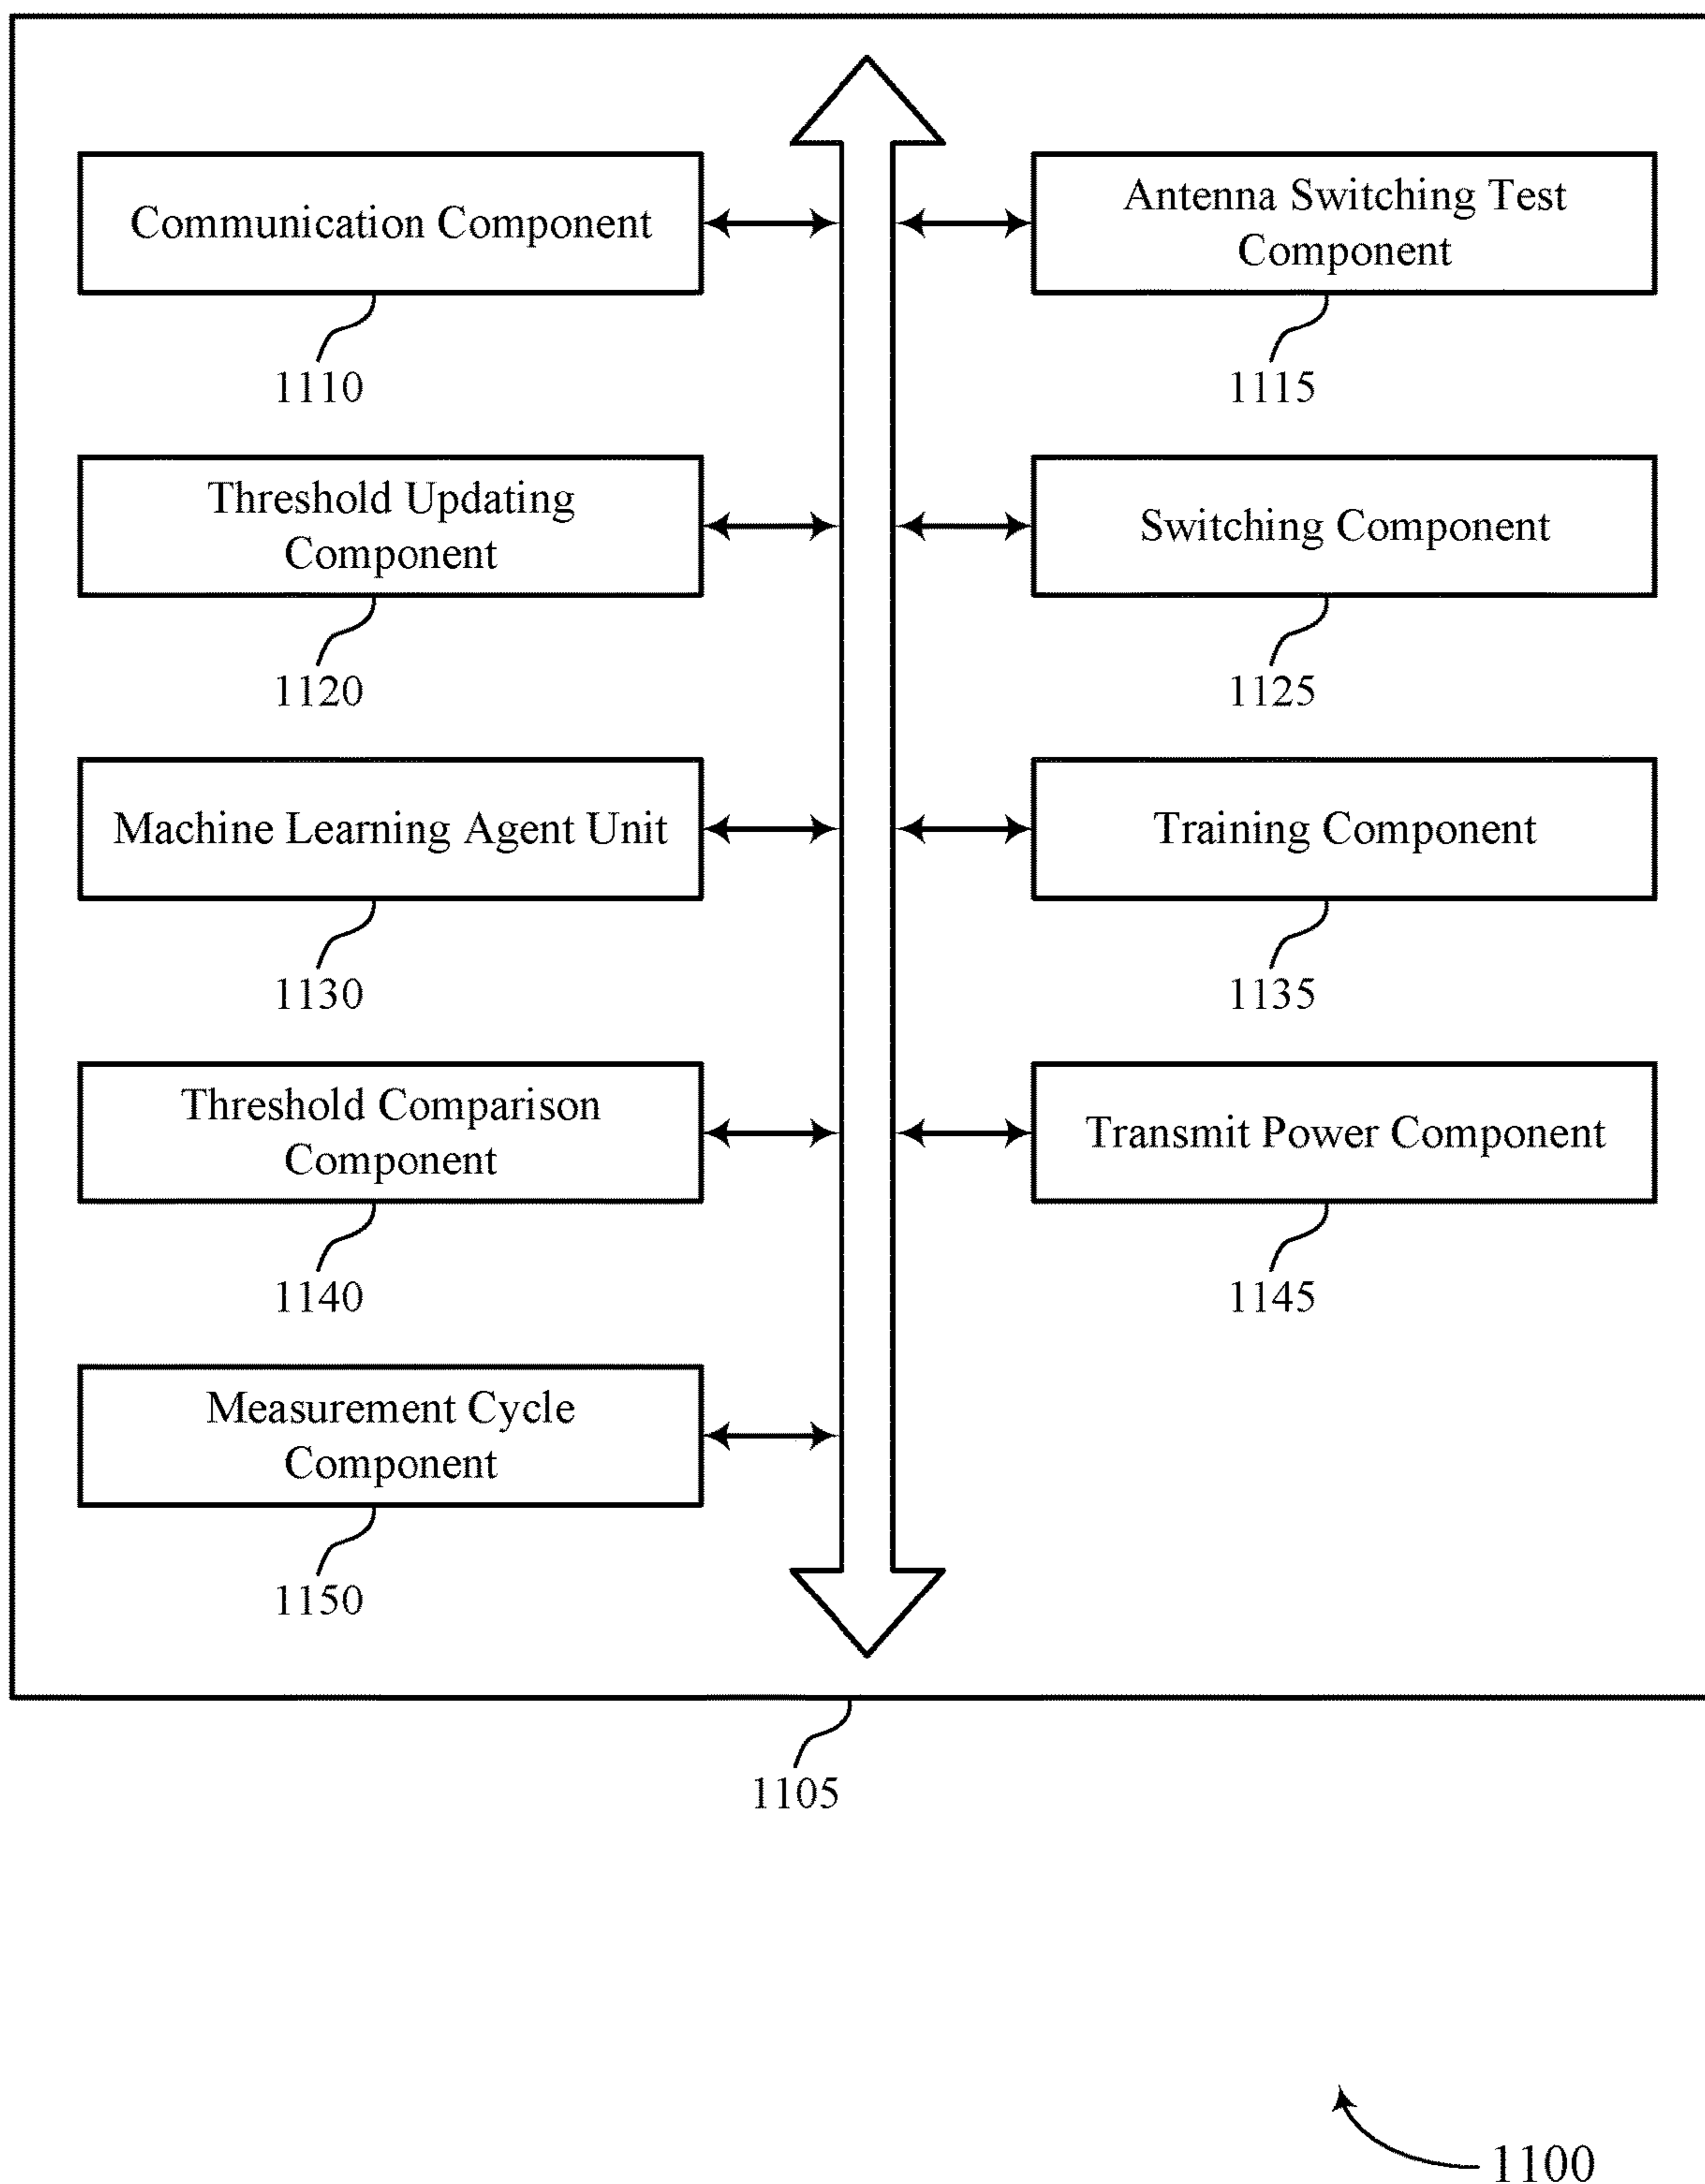 Communication Component
1110
Antenna Switching Test
Component
1115
Threshold Updating
Component
1120
Switching Component
1125
Machine Learning Agent Unit
1130
Training Component
1135
Threshold Comparison
Component
1140
Transmit Power Component
1145
Measurement Cycle
Component
1150
1105
1100